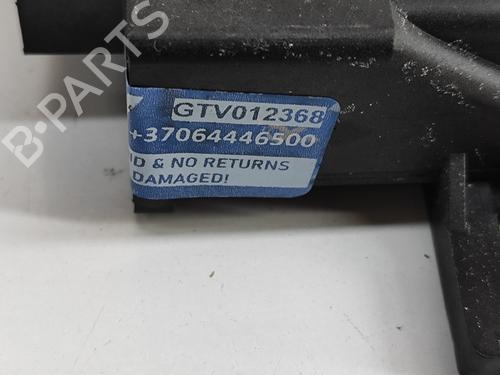 GTV012368
+37064446500
D & NO RETURNS
DAMAGED!
B-PARTS